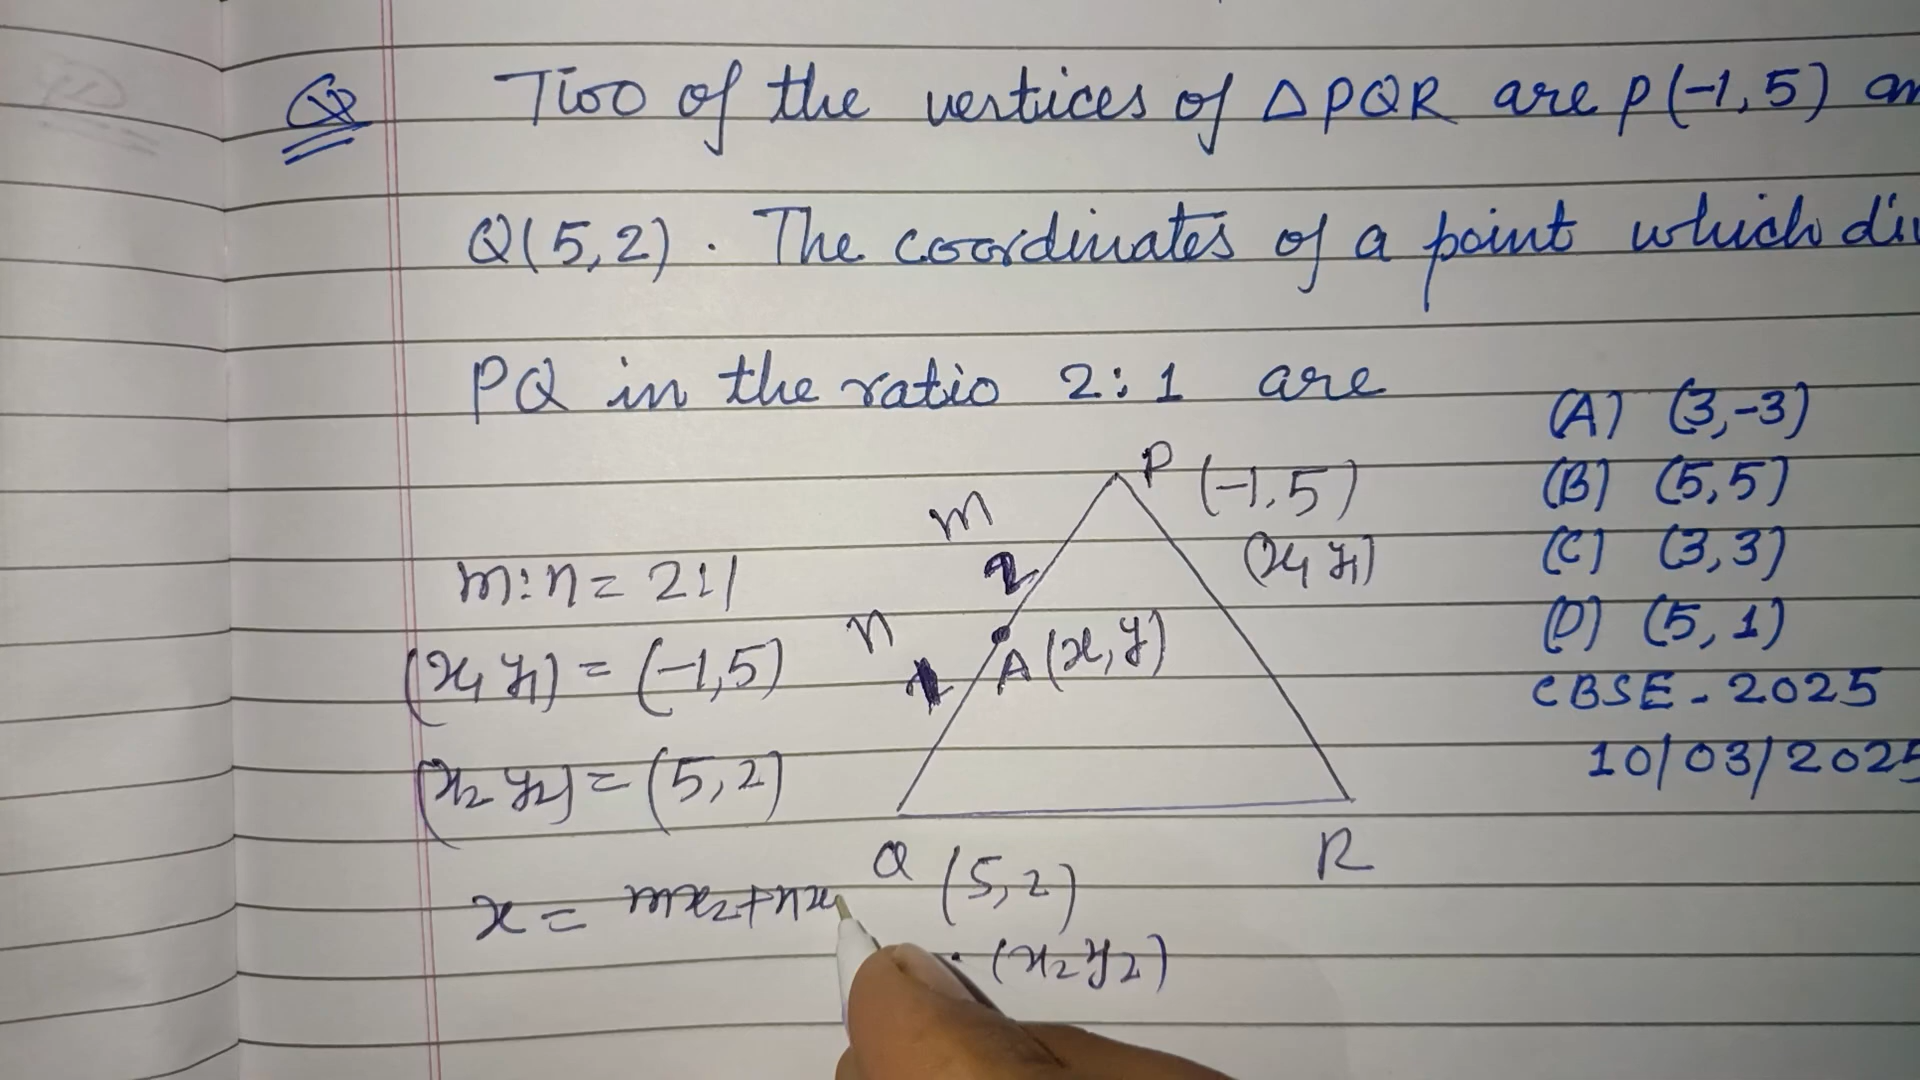 Q Two of the vertices of △PQR are P(-1,5) an
Q(5,2). The coordinates of a point which di
PQ in the ratio 2:1 are
(A) (3,-3)
(B) (5,5)
(C) (3,3)
(D) (5,1)
CBSE-2025
10/03/2025
P (-1,5)
(x₁ y₁)
m
2
n
1
A (x,y)
m:n = 2:1
(x₁ y₁) = (-1,5)
(x₂ y₂) = (5,2)
Q (5,2)
(x₂ y₂)
R
x = mx₂+nx